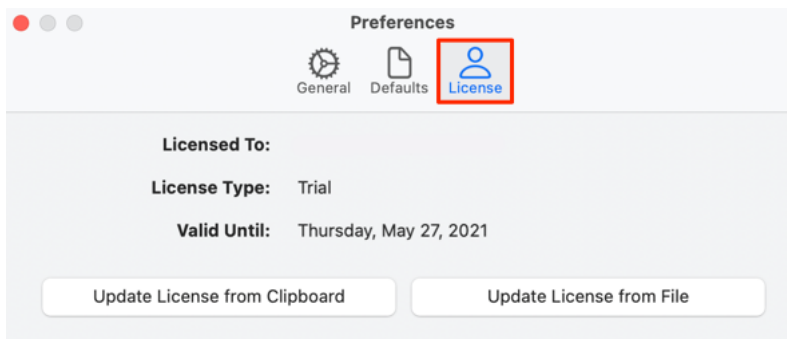 Preferences
General Defaults License
Licensed To:
License Type: Trial
Valid Until: Thursday, May 27, 2021
Update License from Clipboard Update License from File